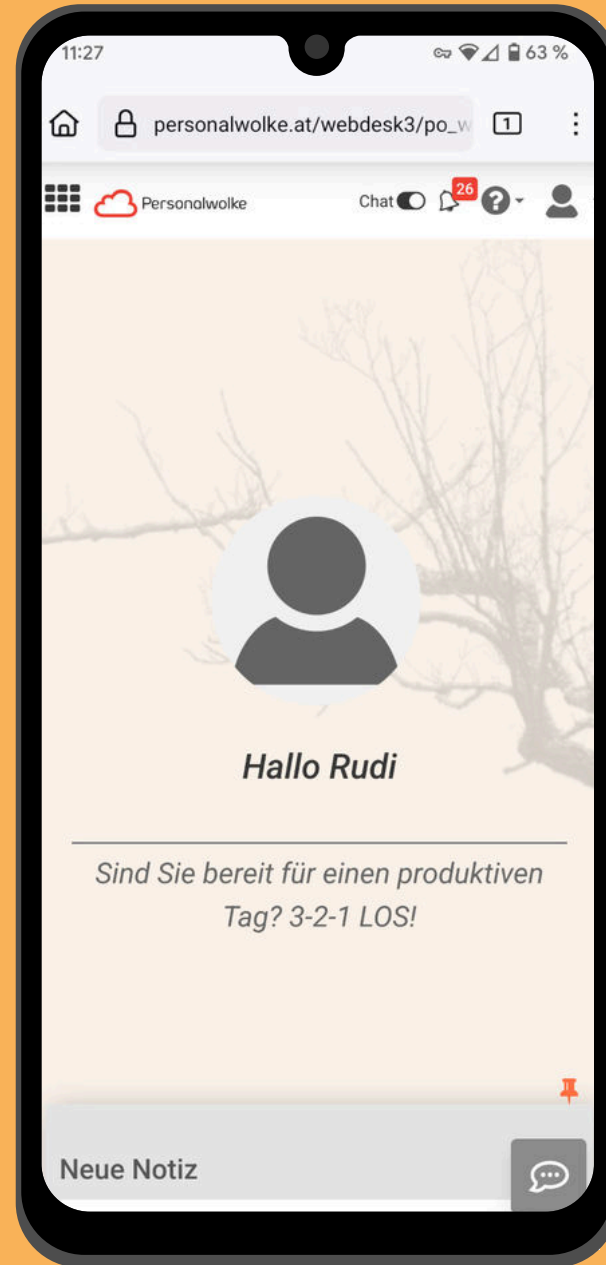 11:27
63 %
personalwolke.at/webdesk3/po_w
1
Personalwolke
Chat
26
?
Hallo Rudi
Sind Sie bereit für einen produktiven
Tag? 3-2-1 LOS!
Neue Notiz